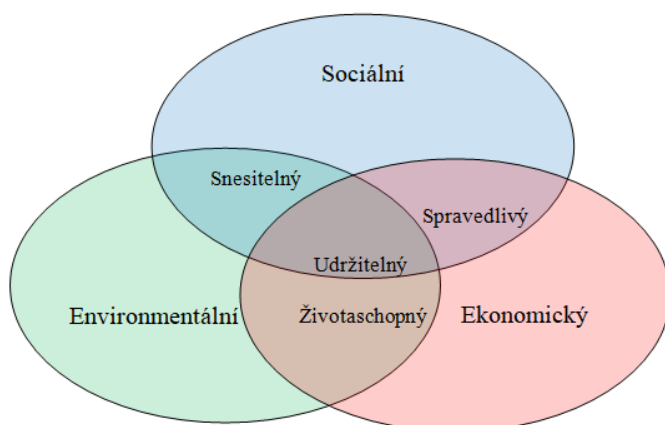 Sociální
Snesitelný
Spravedlivý
Udržitelný
Environmentální
Životaschopný
Ekonomický